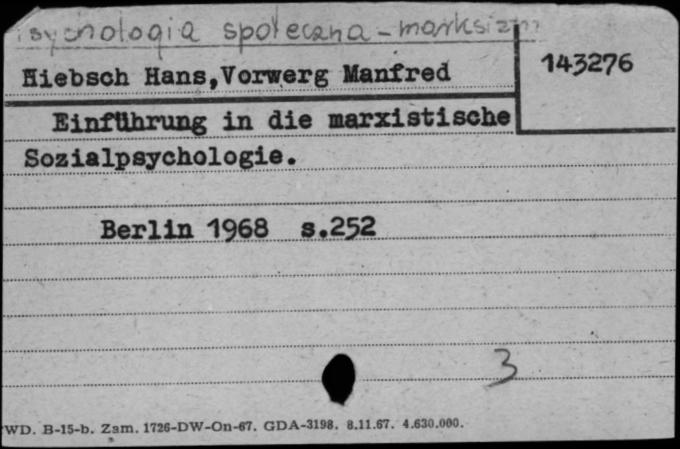 psychologia społeczna - marksizm
Hiebsch Hans,Vorwerg Manfred
143276
Einführung in die marxistische
Sozialpsychologie.
Berlin 1968 s.252
3
WD. B-15-b. Zam. 1726-DW-On-67. GDA-3198. 8.11.67. 4.630.000.